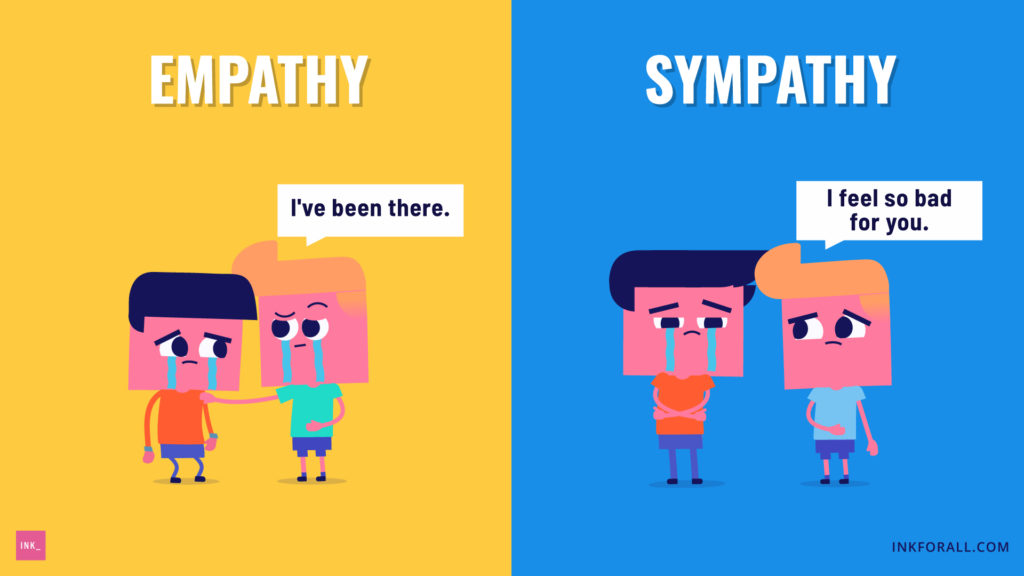 EMPATHY
I've been there.
SYMPATHY
I feel so bad
for you.
INK_
INKFORALL.COM